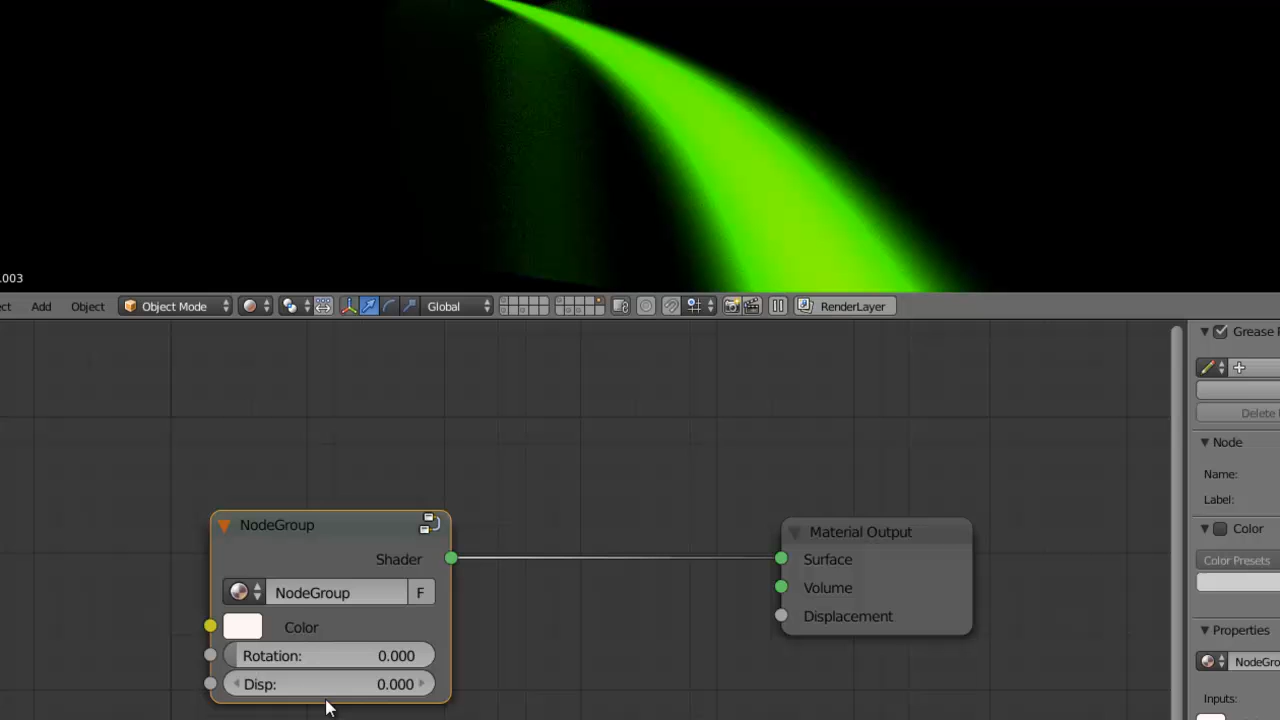 .003
ct Add Object Object Mode Global RenderLayer
Grease
Delete
Node
Name:
Label:
Color
Color Presets
Properties
NodeGro
Inputs:
NodeGroup
Shader
NodeGroup F
Color
Rotation: 0.000
Disp: 0.000
Material Output
Surface
Volume
Displacement